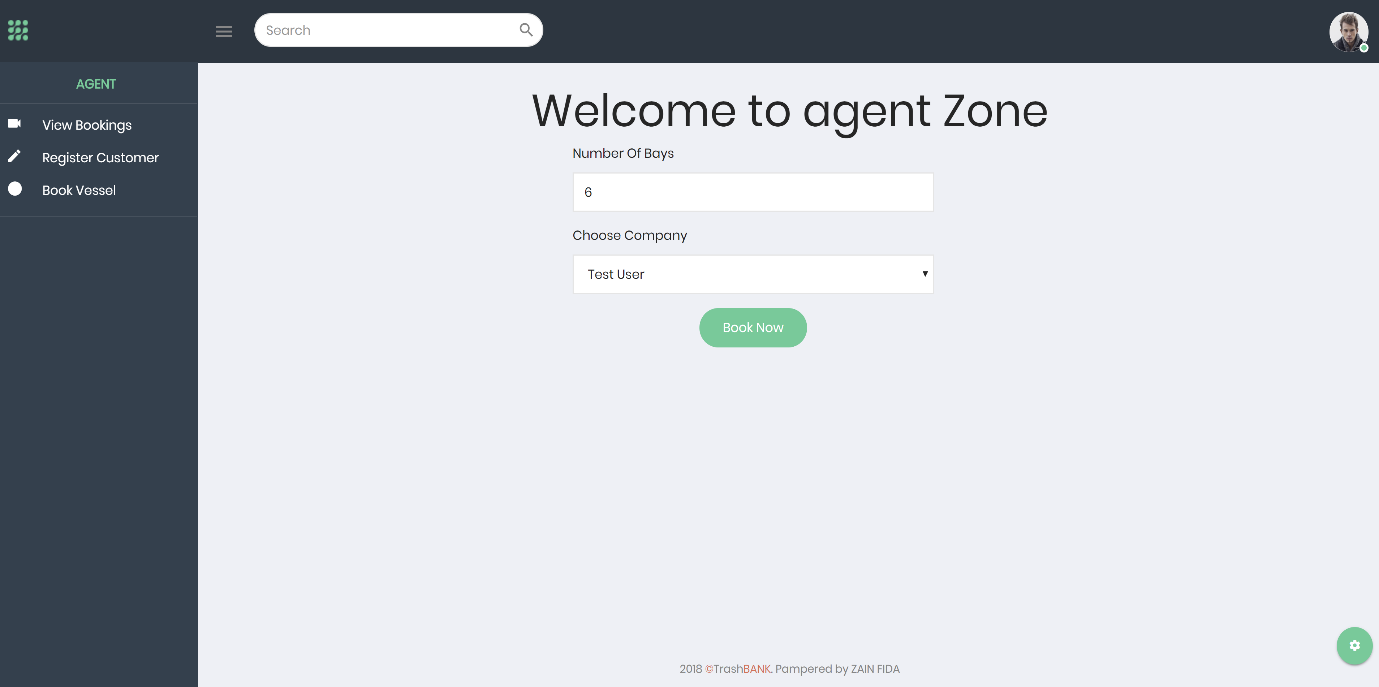 Search
AGENT
View Bookings
Register Customer
Book Vessel
Welcome to agent Zone
Number Of Bays
6
Choose Company
Test User
Book Now
2018 ©TrashBANK. Pampered by ZAIN FIDA